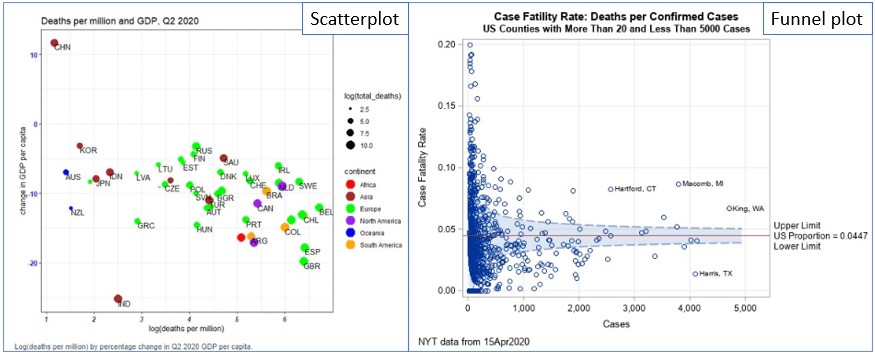 Deaths per million and GDP, Q2 2020
Scatterplot
CHN
10
0
-10
-20
change in GDP per capita
KOR
AUS
JPN
IDN
NZL
LVA
LTU
EST
RUS
FIN
SAU
DNK
CZE
POL
SVN
BGR
TUR
AUT
HUN
GRC
LUX
CHE
BRA
IRL
NLD
SWE
CAN
PRT
BEL
CHL
COL
ARG
ESP
GBR
IND
1 2 3 4 5 6
log(deaths per million)
log(total_deaths)
2.5
5.0
7.5
10.0
continent
Africa
Asia
Europe
North America
Oceania
South America
Log(deaths per million) by percentage change in Q2 2020 GDP per capita.
Case Fatility Rate: Deaths per Confirmed Cases
US Counties with More Than 20 and Less Than 5000 Cases
Funnel plot
0.20
0.15
0.10
0.05
0.00
Case Fatality Rate
Hartford, CT
Macomb, MI
King, WA
Harris, TX
Upper Limit
US Proportion = 0.0447
Lower Limit
0 1,000 2,000 3,000 4,000 5,000
Cases
NYT data from 15Apr2020